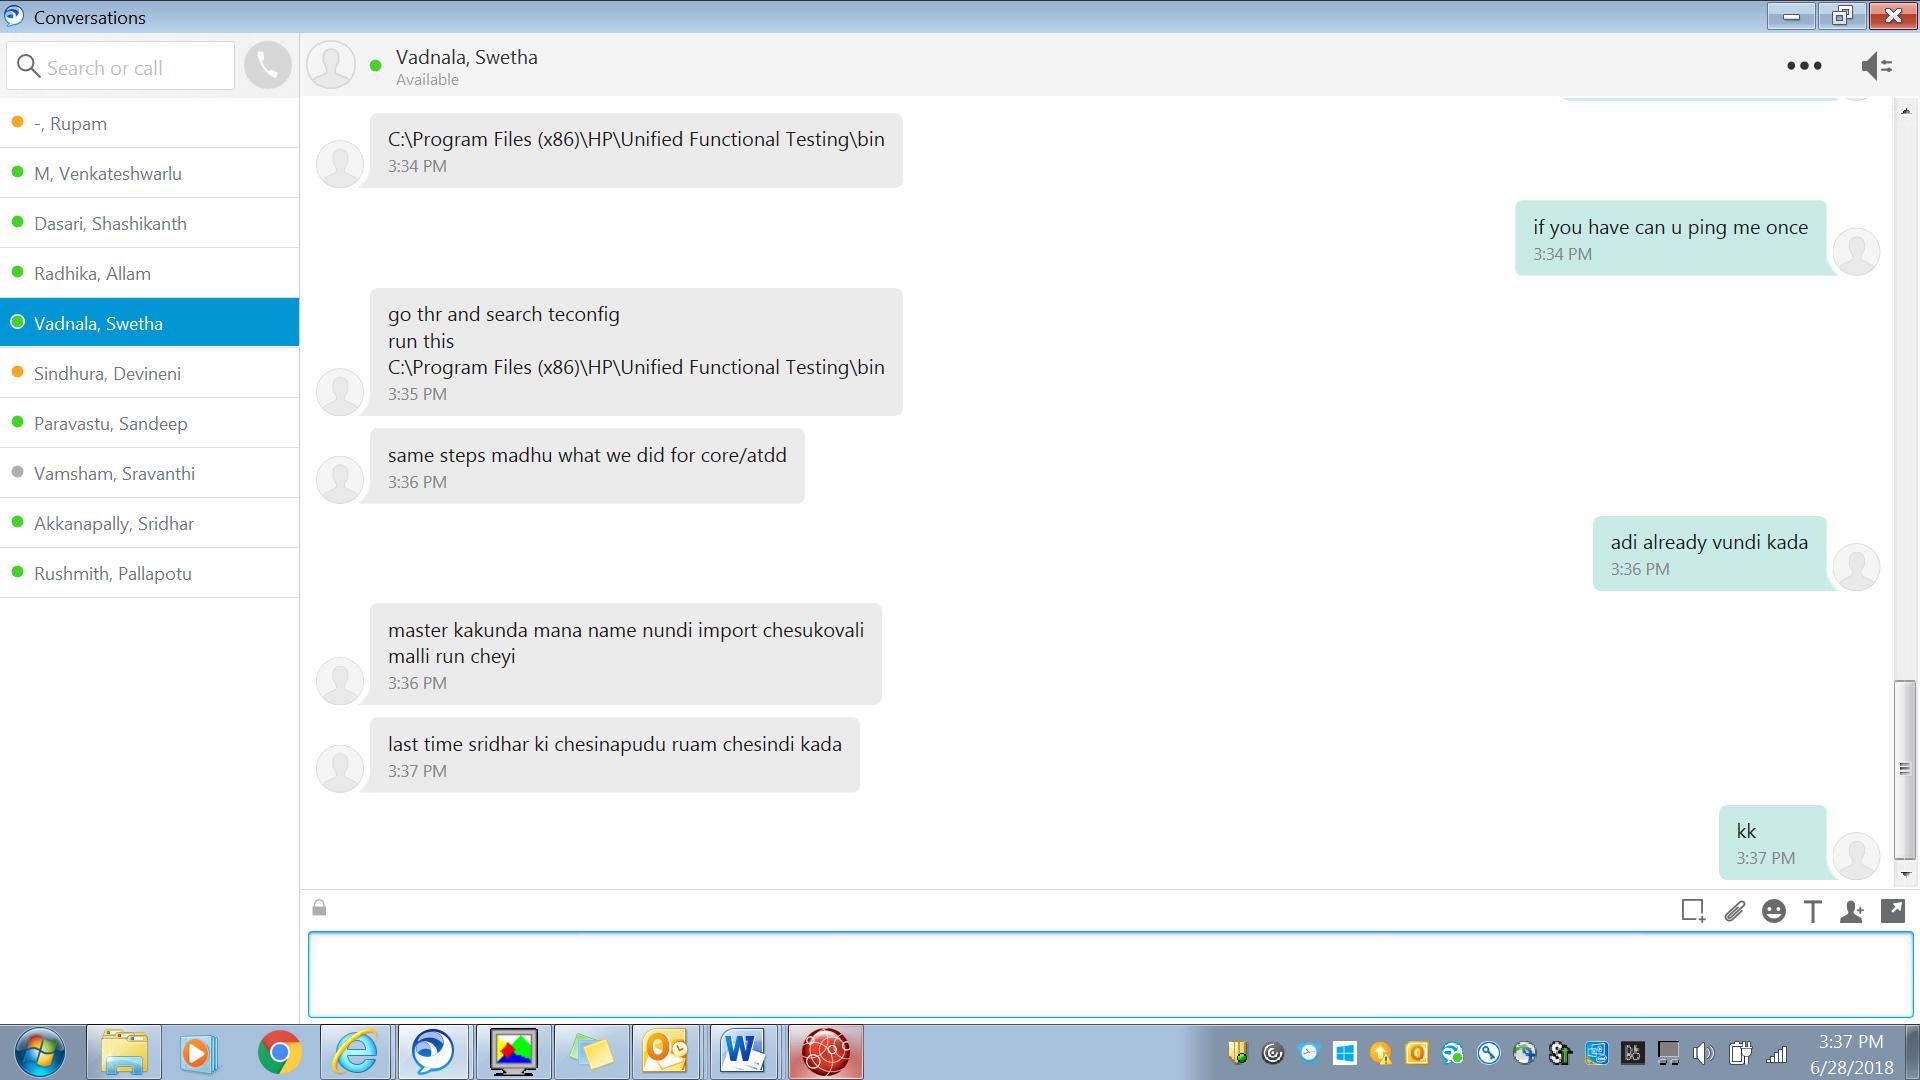 Conversations
Search or call
-, Rupam
M, Venkateshwarlu
Dasari, Shashikanth
Radhika, Allam
Vadnala, Swetha
Sindhura, Devineni
Paravastu, Sandeep
Vamsham, Sravanthi
Akkanapally, Sridhar
Rushmith, Pallapotu
Vadnala, Swetha
Available
C:\Program Files (x86)\HP\Unified Functional Testing\bin
3:34 PM
if you have can u ping me once
3:34 PM
go thr and search teconfig
run this
C:\Program Files (x86)\HP\Unified Functional Testing\bin
3:35 PM
same steps madhu what we did for core/atdd
3:36 PM
adi already vundi kada
3:36 PM
master kakunda mana name nundi import chesukovali
malli run cheyi
3:36 PM
last time sridhar ki chesinapudu ruam chesindi kada
3:37 PM
kk
3:37 PM
3:37 PM
6/28/2018